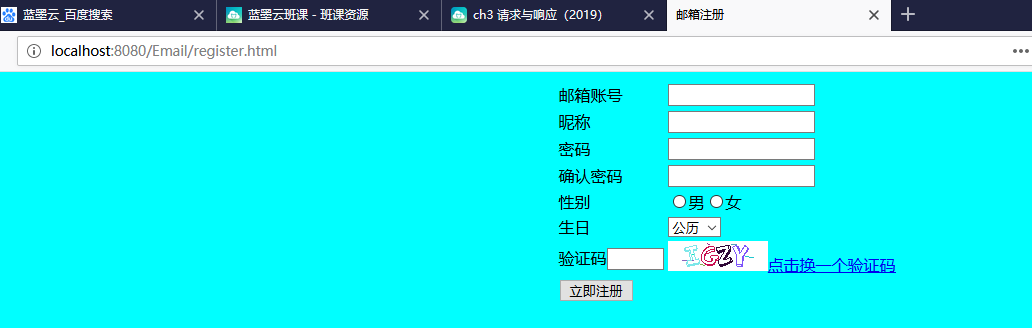 蓝墨云_百度搜索 蓝墨云班课 - 班课资源 ch3 请求与响应（2019） 邮箱注册
localhost:8080/Email/register.html
邮箱账号
昵称
密码
确认密码
性别 男 女
生日 公历
验证码 IGZY 点击换一个验证码
立即注册